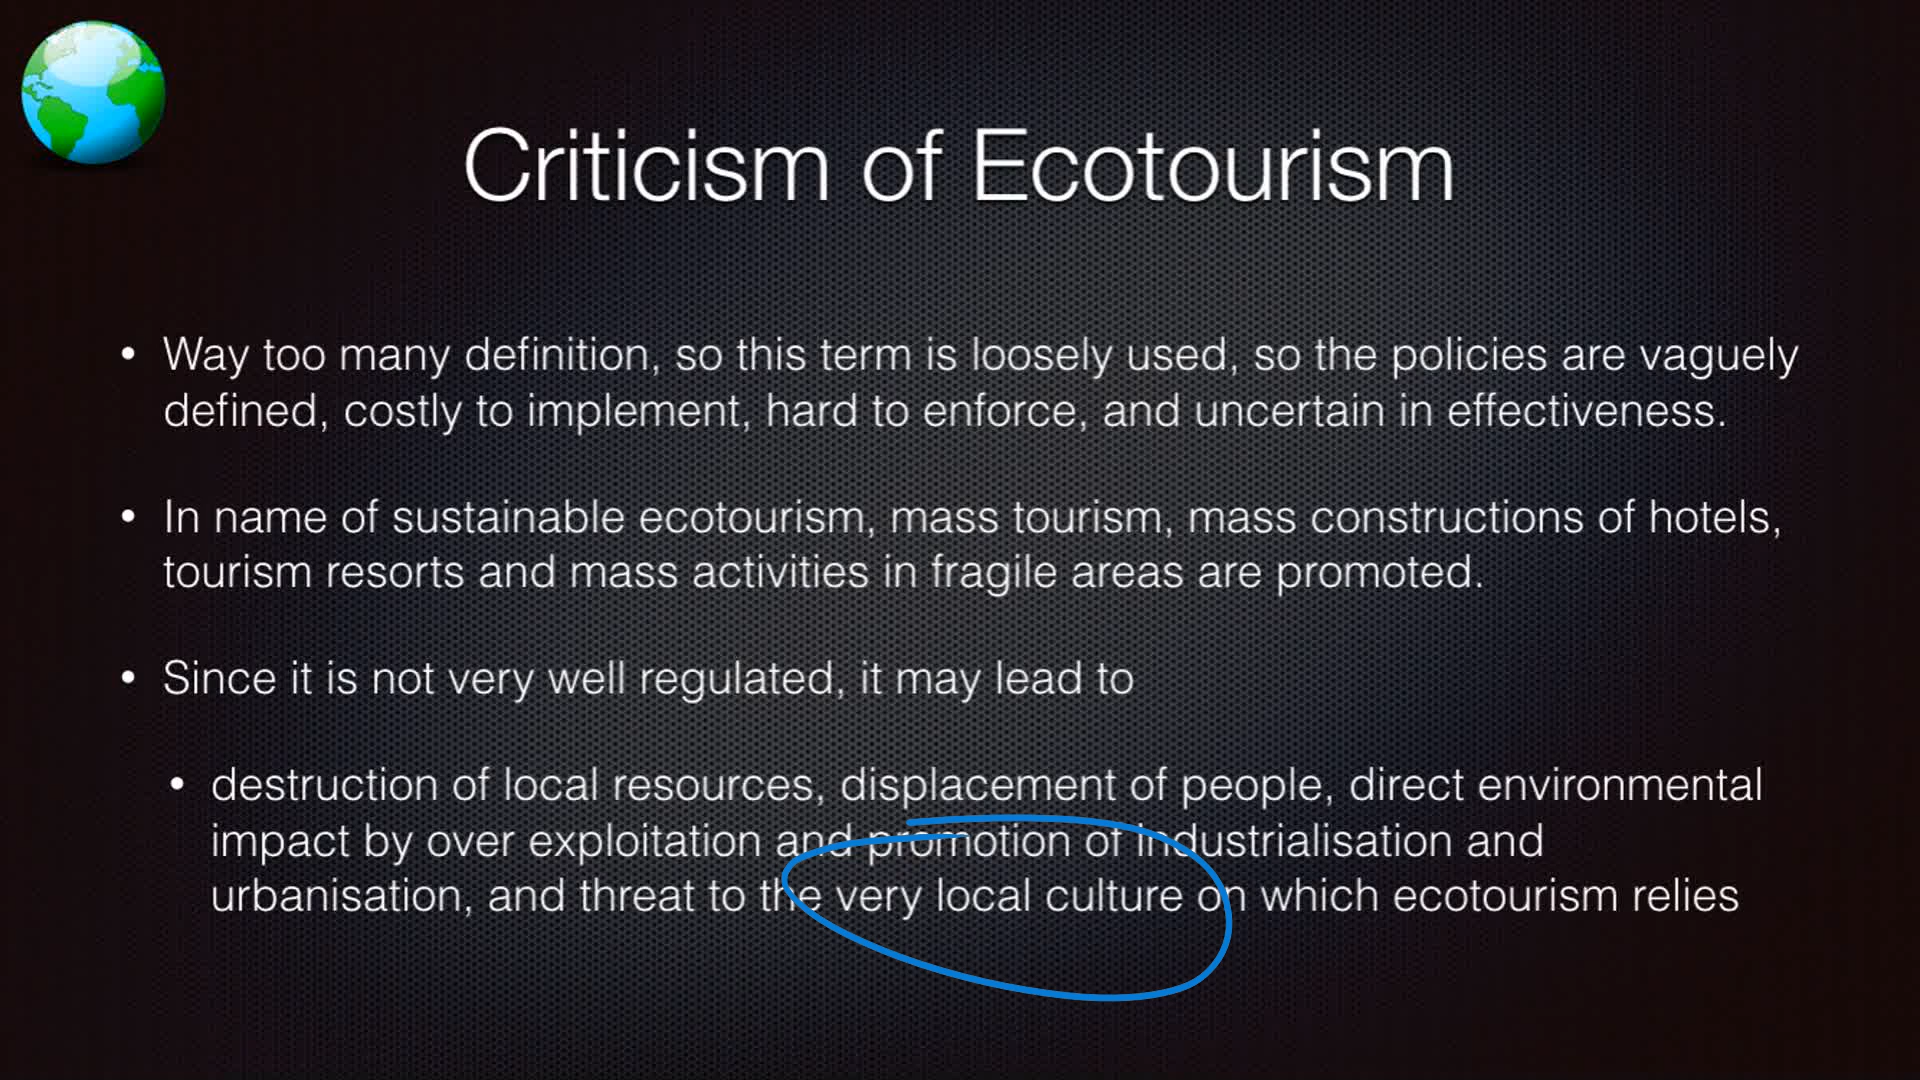 Criticism of Ecotourism
• Way too many definition, so this term is loosely used, so the policies are vaguely
defined, costly to implement, hard to enforce, and uncertain in effectiveness.
• In name of sustainable ecotourism, mass tourism, mass constructions of hotels,
tourism resorts and mass activities in fragile areas are promoted.
• Since it is not very well regulated, it may lead to
• destruction of local resources, displacement of people, direct environmental
impact by over exploitation and promotion of industrialisation and
urbanisation, and threat to the very local culture on which ecotourism relies